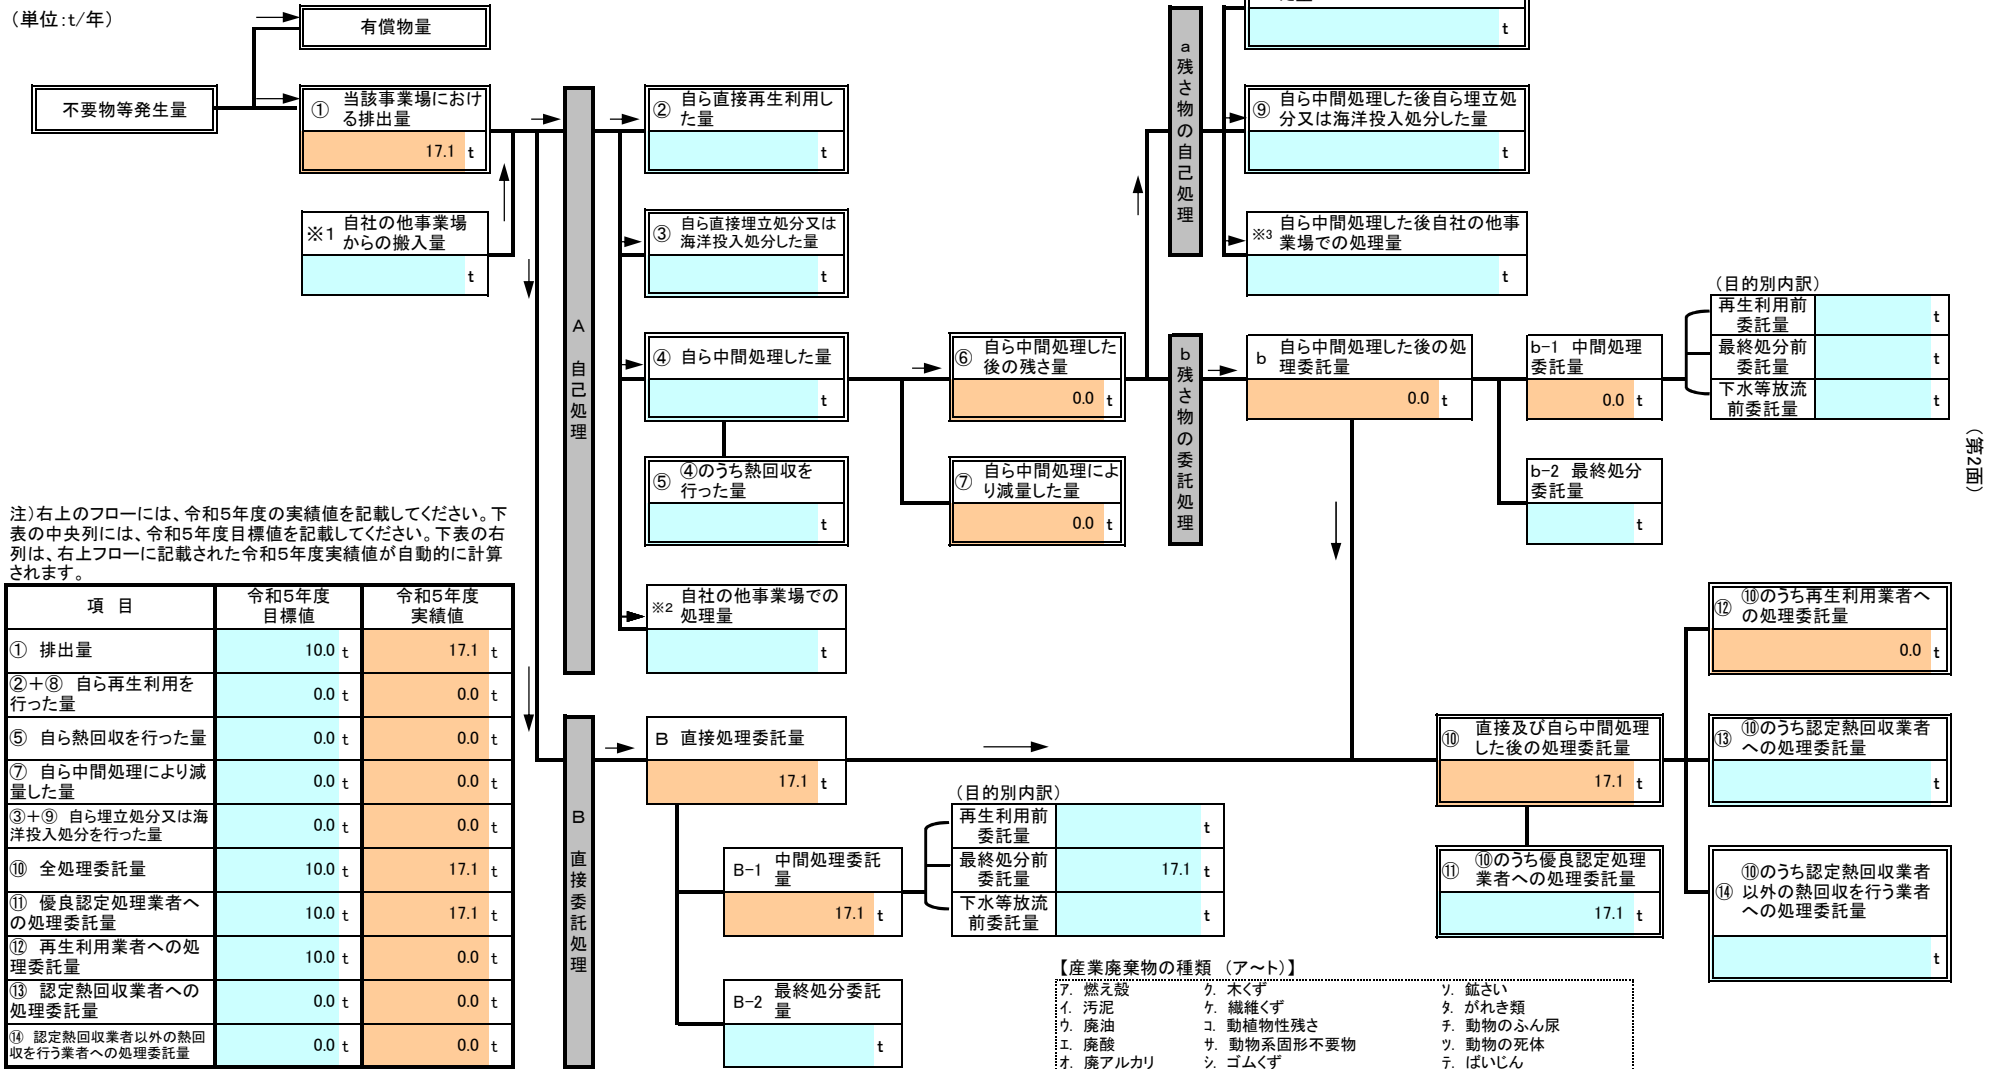 (単位:t/年)
有償物量
不要物等発生量
① 当該事業場におけ
る排出量
17.1 t
※1 自社の他事業場
からの搬入量
t
A 自己処理
② 自ら直接再生利用し
た量
t
③ 自ら直接埋立処分又は
海洋投入処分した量
t
④ 自ら中間処理した量
t
⑤ ④のうち熱回収を
行った量
t
※2 自社の他事業場での
処理量
t
⑥ 自ら中間処理した
後の残さ量
0.0 t
⑦ 自ら中間処理によ
り減量した量
0.0 t
a 残さ物の自己処理
t
⑨ 自ら中間処理した後自ら埋立処
分又は海洋投入処分した量
t
※3 自ら中間処理した後自社の他事
業場での処理量
t
b 残さ物の委託処理
b 自ら中間処理した後の処
理委託量
0.0 t
b-1 中間処理
委託量
0.0 t
b-2 最終処分
委託量
t
(目的別内訳)
再生利用前
委託量 t
最終処分前
委託量 t
下水等放流
前委託量 t
(第2面)
注)右上のフローには、令和5年度の実績値を記載してください。下
表の中央列には、令和5年度目標値を記載してください。下表の右
列は、右上フローに記載された令和5年度実績値が自動的に計算
されます。
項 目 令和5年度 令和5年度
目標値 実績値
① 排出量 10.0 t 17.1 t
②+⑧ 自ら再生利用を
行った量 0.0 t 0.0 t
⑤ 自ら熱回収を行った量 0.0 t 0.0 t
⑦ 自ら中間処理により減
量した量 0.0 t 0.0 t
③+⑨ 自ら埋立処分又は海
洋投入処分を行った量 0.0 t 0.0 t
⑩ 全処理委託量 10.0 t 17.1 t
⑪ 優良認定処理業者へ
の処理委託量 10.0 t 17.1 t
⑫ 再生利用業者への処
理委託量 10.0 t 0.0 t
⑬ 認定熱回収業者への
処理委託量 0.0 t 0.0 t
⑭ 認定熱回収業者以外の熱回
収を行う業者への処理委託量 0.0 t 0.0 t
B 直接委託処理
B 直接処理委託量
17.1 t
B-1 中間処理委託
量
17.1 t
B-2 最終処分委託
量
t
(目的別内訳)
再生利用前
委託量 t
最終処分前
委託量 17.1 t
下水等放流
前委託量 t
⑩ 直接及び自ら中間処理
した後の処理委託量
17.1 t
⑪ ⑩のうち優良認定処理
業者への処理委託量
17.1 t
⑫ ⑩のうち再生利用業者へ
の処理委託量
0.0 t
⑬ ⑩のうち認定熱回収業者
への処理委託量
t
⑭ ⑩のうち認定熱回収業者
以外の熱回収を行う業者
への処理委託量
t
【産業廃棄物の種類 (ア~ト)】
ア. 燃え殻 ク. 木くず ソ. 鉱さい
イ. 汚泥 ケ. 繊維くず タ. がれき類
ウ. 廃油 コ. 動植物性残さ チ. 動物のふん尿
エ. 廃酸 サ. 動物系固形不要物 ツ. 動物の死体
オ. 廃アルカリ シ. ゴムくず テ. ばいじん